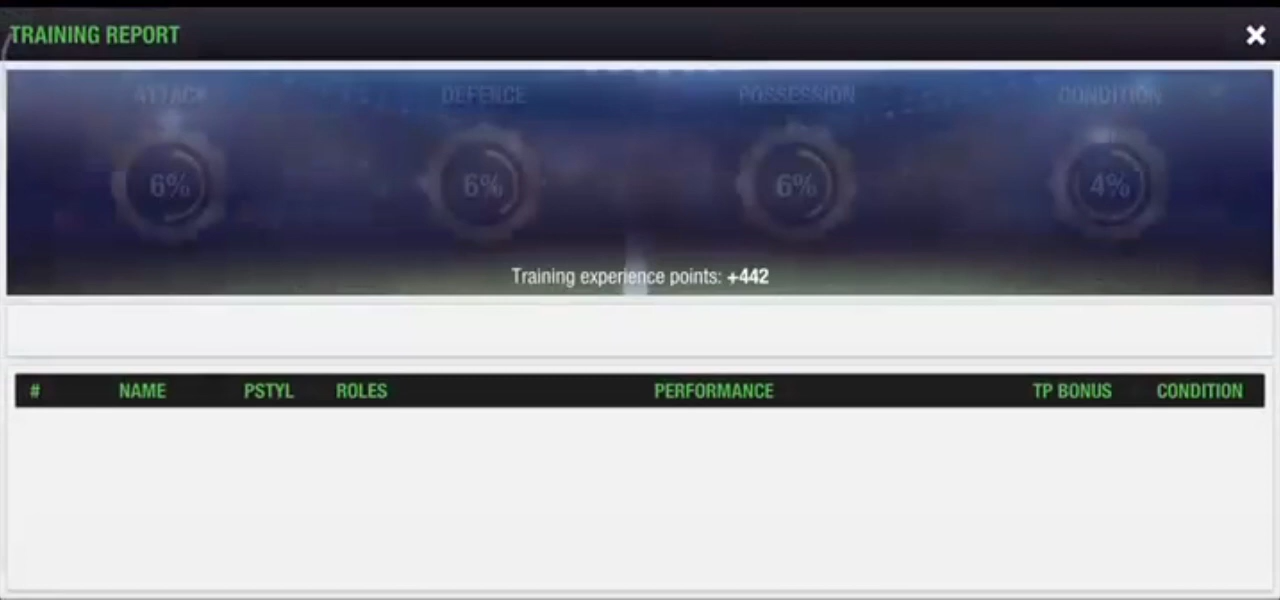 TRAINING REPORT
ATTACK DEFENCE POSSESSION CONDITION
6% 6% 6% 4%
Training experience points: +442
# NAME PSTYL ROLES PERFORMANCE TP BONUS CONDITION